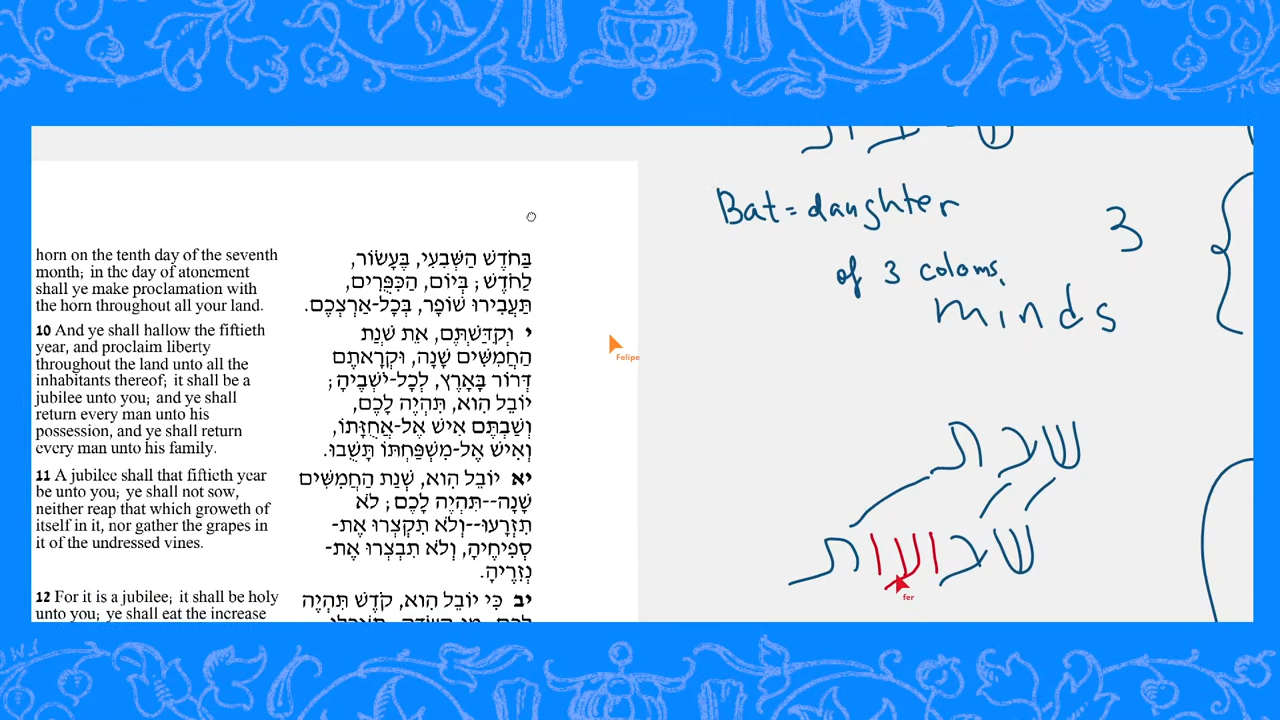 horn on the tenth day of the seventh
month; in the day of atonement
shall ye make proclamation with
the horn throughout all your land.
10 And ye shall hallow the fiftieth
year, and proclaim liberty
throughout the land unto all the
inhabitants thereof; it shall be a
jubilee unto you; and ye shall
return every man unto his
possession, and ye shall return
every man unto his family.
11 A jubilee shall that fiftieth year
be unto you; ye shall not sow,
neither reap that which groweth of
itself in it, nor gather the grapes in
it of the undressed vines.
12 For it is a jubilee; it shall be holy
unto you; ye shall eat the increase
בַּחֹדֶשׁ הַשְּׁבִעִי, בֶּעָשׂוֹר,
לַחֹדֶשׁ; בְּיוֹם, הַכִּפֻּרִים,
תַּעֲבִירוּ שׁוֹפָר, בְּכָל-אַרְצְכֶם.
י וְקִדַּשְׁתֶּם, אֵת שְׁנַת
הַחֲמִשִּׁים שָׁנָה, וּקְרָאתֶם
דְּרוֹר בָּאָרֶץ, לְכָל-יֹשְׁבֶיהָ;
יוֹבֵל הִוא, תִּהְיֶה לָכֶם,
וְשַׁבְתֶּם אִישׁ אֶל-אֲחֻזָּתוֹ,
וְאִישׁ אֶל-מִשְׁפַּחְתּוֹ תָּשֻׁבוּ.
יא יוֹבֵל הִוא, שְׁנַת הַחֲמִשִּׁים
שָׁנָה--תִּהְיֶה לָכֶם; לֹא
תִזְרָעוּ--וְלֹא תִקְצְרוּ אֶת-
סְפִיחֶיהָ, וְלֹא תִבְצְרוּ אֶת-
נְזִרֶיהָ.
יב כִּי יוֹבֵל הִוא, קֹדֶשׁ תִּהְיֶה
Felipe
Bat = daughter
of 3 coloms,
minds
3
שבת
שבועות
fer